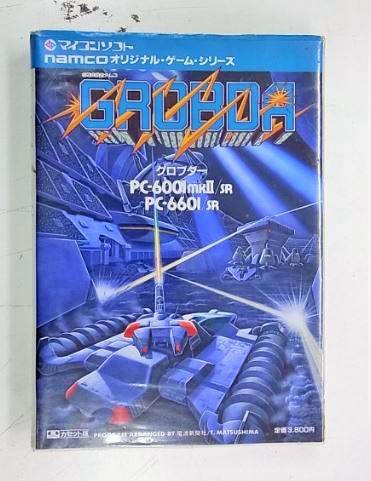 マイコンソフト
namco オリジナル・ゲーム・シリーズ
GROBDA
グロブダー
PC-6001mkII/SR
PC-6601/SR
カセット版
PROGRAM ARRANGED BY 電波新聞社/T. MATSUSHIMA
定価3,800円